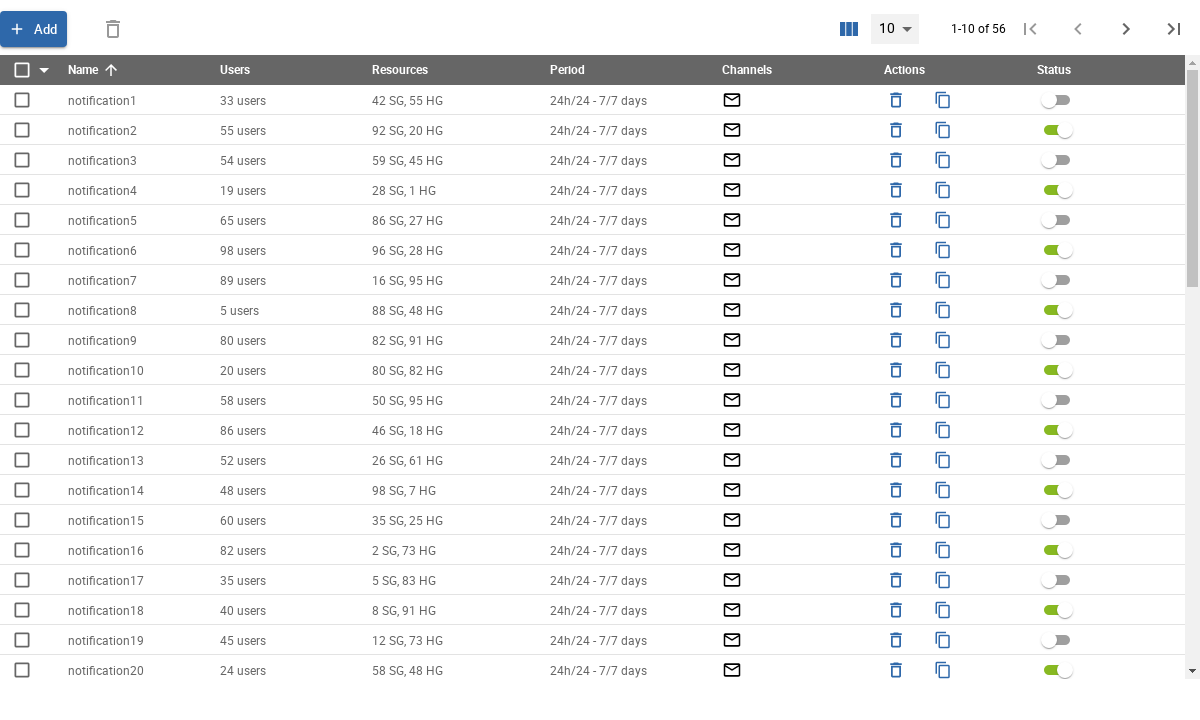 Add 10 1-10 of 56
Name Users Resources Period Channels Actions Status
notification1 33 users 42 SG, 55 HG 24h/24 - 7/7 days
notification2 55 users 92 SG, 20 HG 24h/24 - 7/7 days
notification3 54 users 59 SG, 45 HG 24h/24 - 7/7 days
notification4 19 users 28 SG, 1 HG 24h/24 - 7/7 days
notification5 65 users 86 SG, 27 HG 24h/24 - 7/7 days
notification6 98 users 96 SG, 28 HG 24h/24 - 7/7 days
notification7 89 users 16 SG, 95 HG 24h/24 - 7/7 days
notification8 5 users 88 SG, 48 HG 24h/24 - 7/7 days
notification9 80 users 82 SG, 91 HG 24h/24 - 7/7 days
notification10 20 users 80 SG, 82 HG 24h/24 - 7/7 days
notification11 58 users 50 SG, 95 HG 24h/24 - 7/7 days
notification12 86 users 46 SG, 18 HG 24h/24 - 7/7 days
notification13 52 users 26 SG, 61 HG 24h/24 - 7/7 days
notification14 48 users 98 SG, 7 HG 24h/24 - 7/7 days
notification15 60 users 35 SG, 25 HG 24h/24 - 7/7 days
notification16 82 users 2 SG, 73 HG 24h/24 - 7/7 days
notification17 35 users 5 SG, 83 HG 24h/24 - 7/7 days
notification18 40 users 8 SG, 91 HG 24h/24 - 7/7 days
notification19 45 users 12 SG, 73 HG 24h/24 - 7/7 days
notification20 24 users 58 SG, 48 HG 24h/24 - 7/7 days